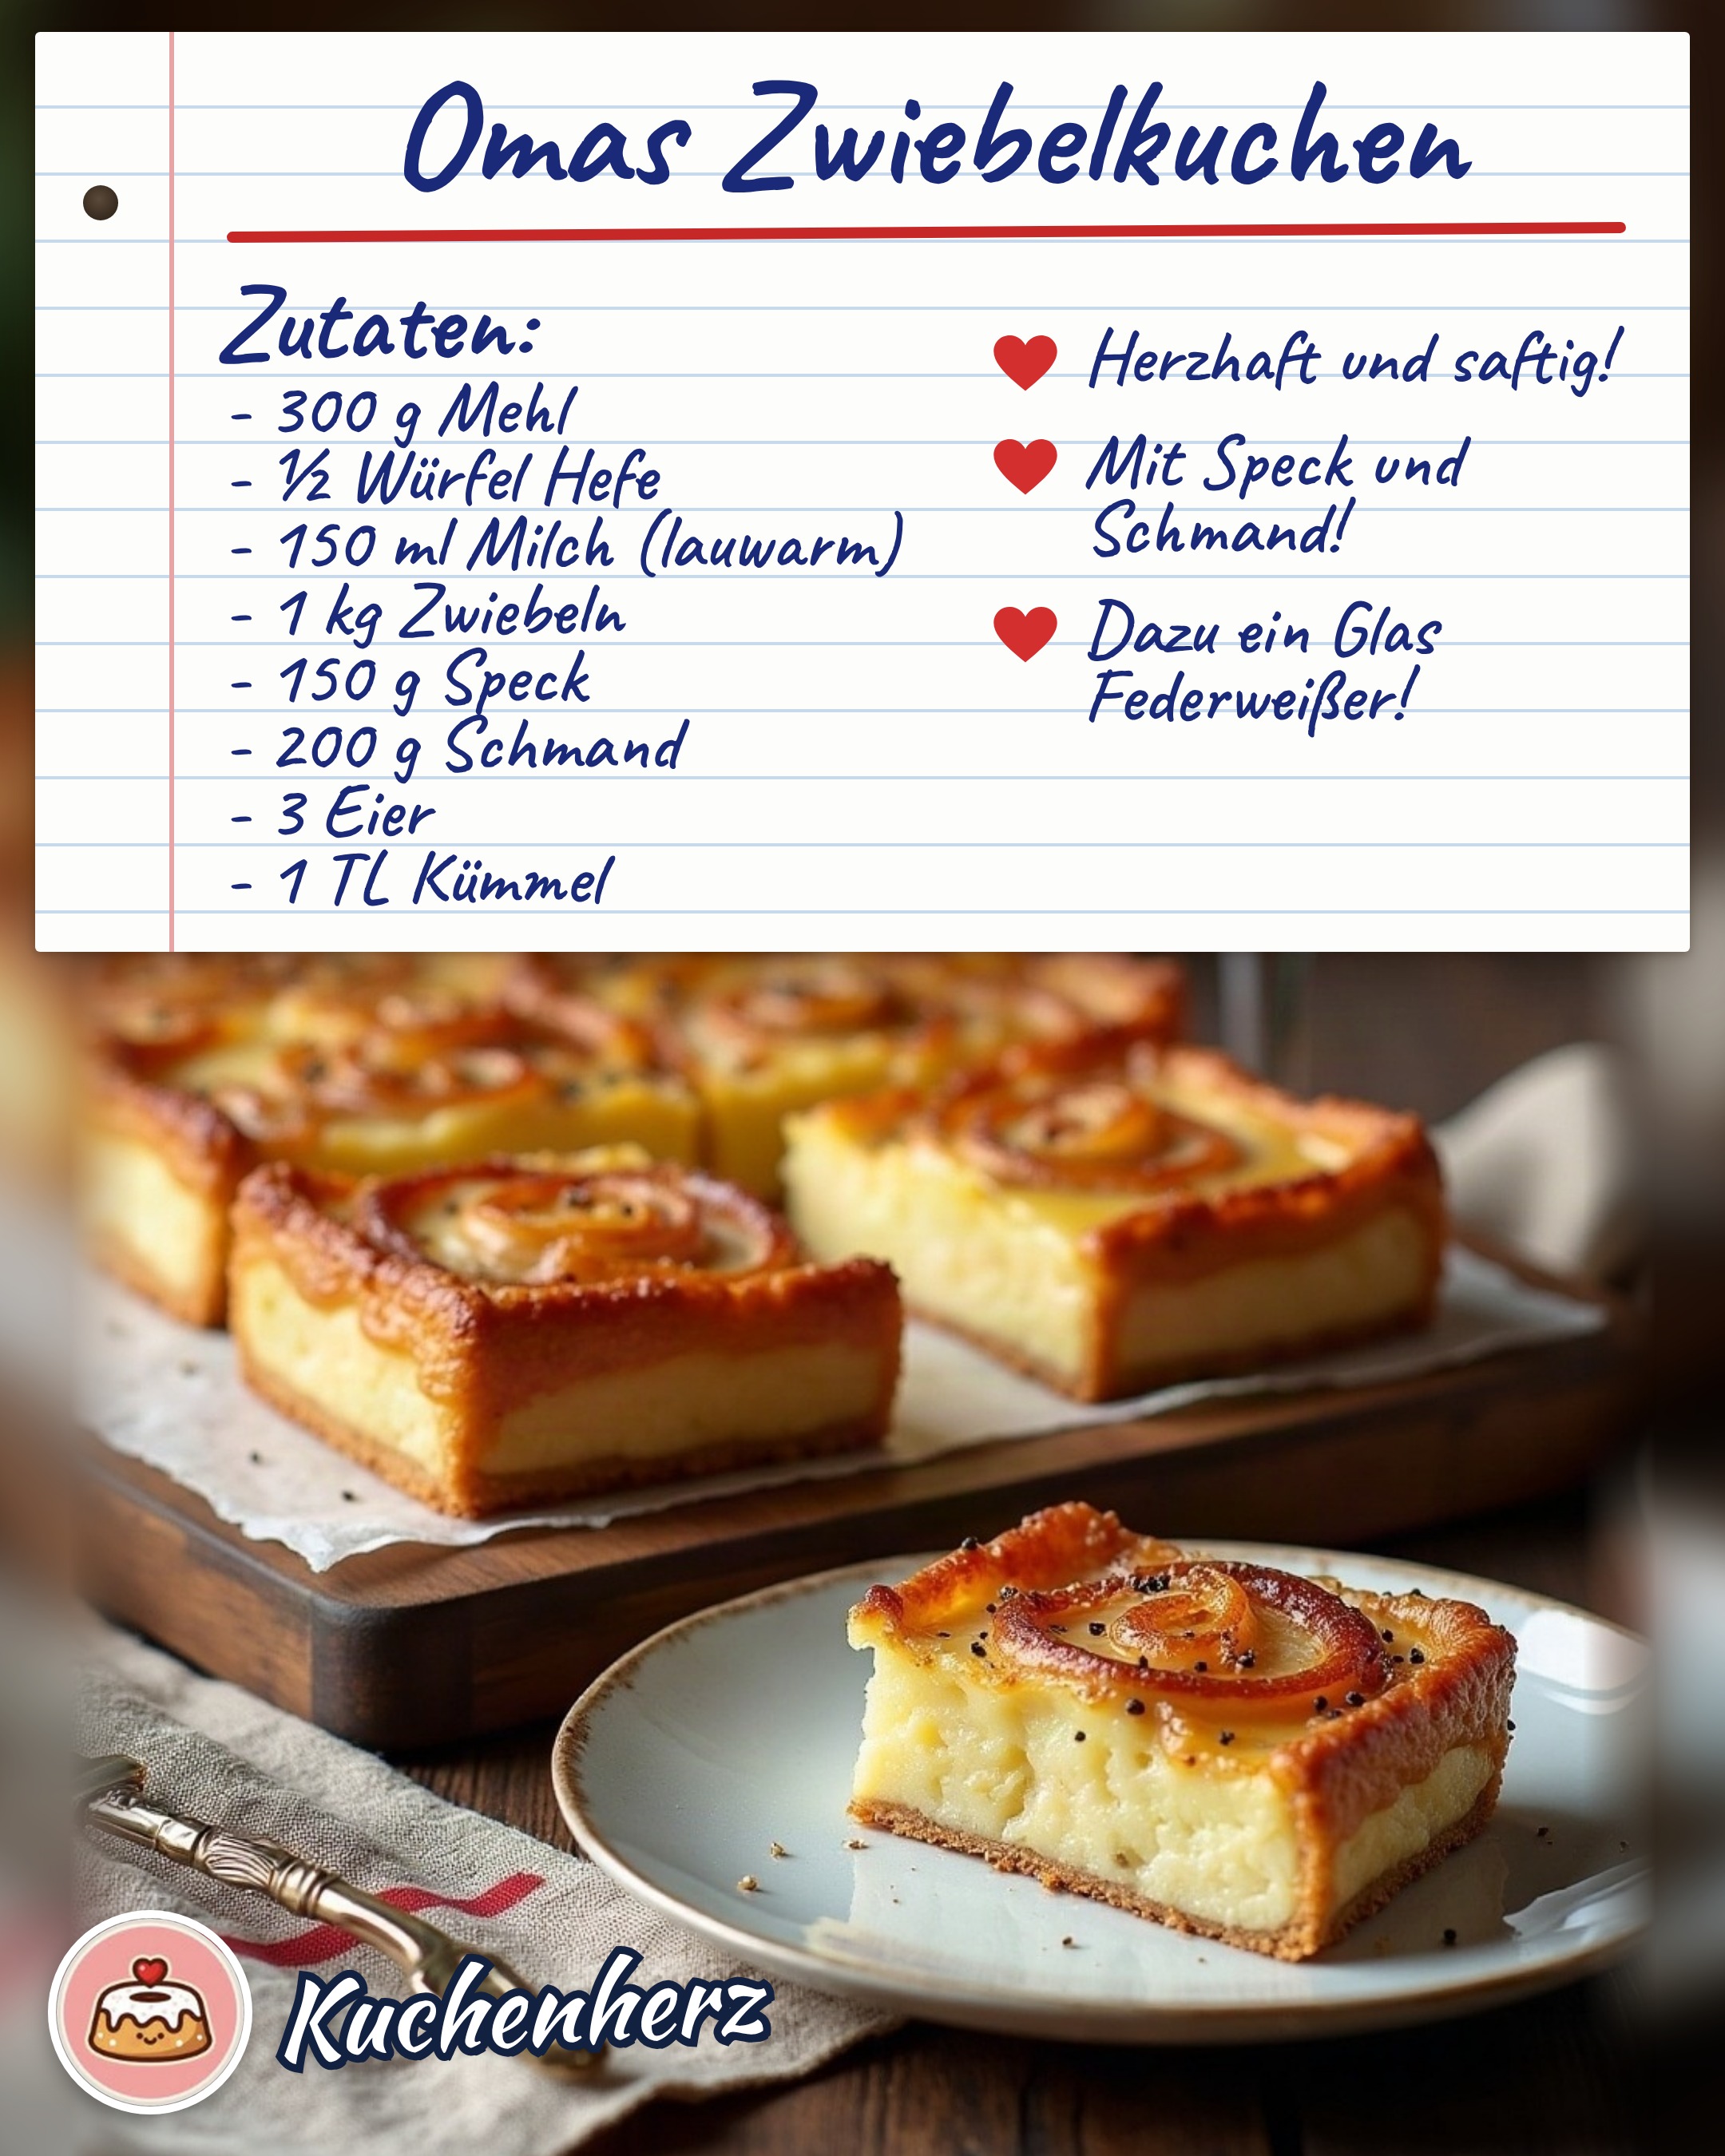 Omas Zwiebelkuchen
Zutaten:
- 300 g Mehl
- ½ Würfel Hefe
- 150 ml Milch (lauwarm)
- 1 kg Zwiebeln
- 150 g Speck
- 200 g Schmand
- 3 Eier
- 1 TL Kümmel
Herzhaft und saftig!
Mit Speck und
Schmand!
Dazu ein Glas
Federweißer!
Kuchenherz